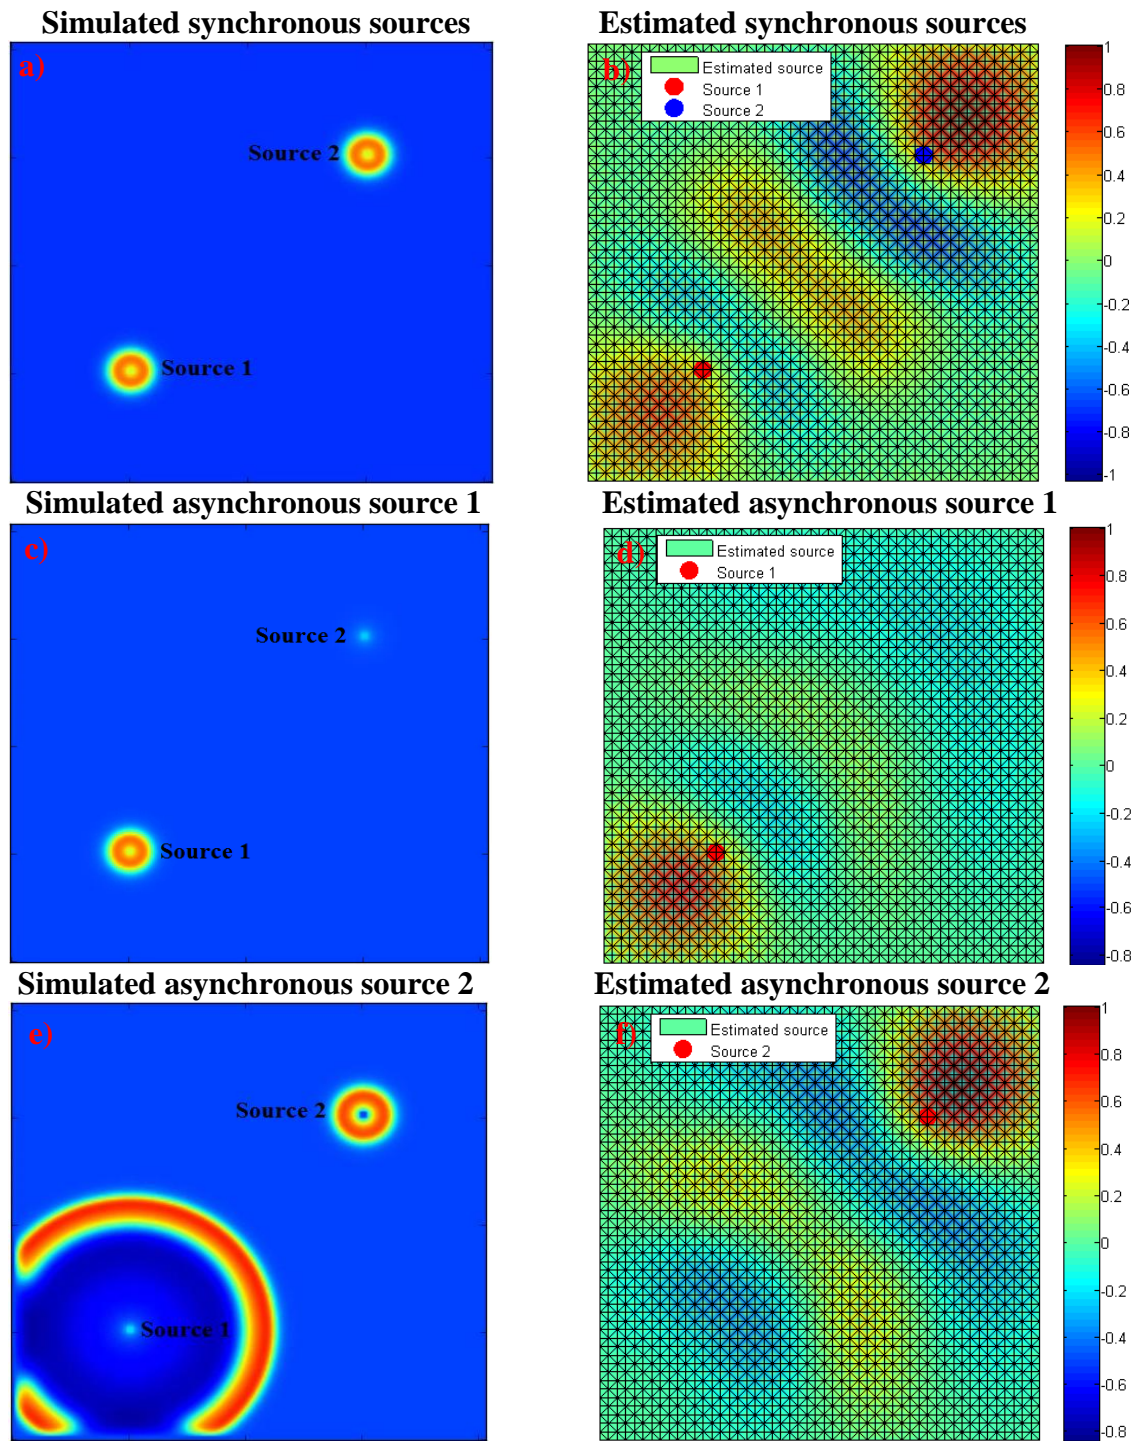 Simulated synchronous sources
Estimated synchronous sources
a)
Source 2
Source 1
b)
Estimated source
Source 1
Source 2
1
0.8
0.6
0.4
0.2
0
-0.2
-0.4
-0.6
-0.8
-1
Simulated asynchronous source 1
Estimated asynchronous source 1
c)
Source 2
Source 1
d)
Estimated source
Source 1
1
0.8
0.6
0.4
0.2
0
-0.2
-0.4
-0.6
-0.8
Simulated asynchronous source 2
Estimated asynchronous source 2
e)
Source 2
Source 1
f)
Estimated source
Source 2
1
0.8
0.6
0.4
0.2
0
-0.2
-0.4
-0.6
-0.8